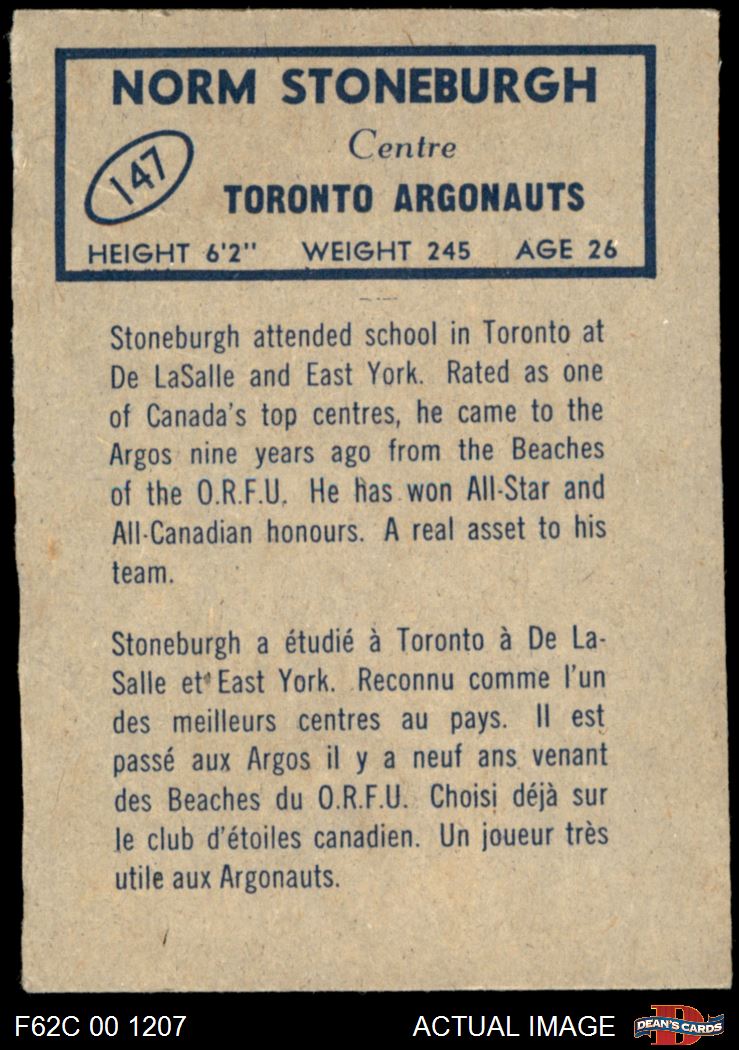 NORM STONEBURGH
147
Centre
TORONTO ARGONAUTS
HEIGHT 6'2" WEIGHT 245 AGE 26
Stoneburgh attended school in Toronto at
De LaSalle and East York. Rated as one
of Canada's top centres, he came to the
Argos nine years ago from the Beaches
of the O.R.F.U. He has won All-Star and
All-Canadian honours. A real asset to his
team.
Stoneburgh a étudié à Toronto à De La-
Salle et East York. Reconnu comme l'un
des meilleurs centres au pays. Il est
passé aux Argos il y a neuf ans venant
des Beaches du O.R.F.U. Choisi déjà sur
le club d'étoiles canadien. Un joueur très
utile aux Argonauts.
F62C 00 1207 ACTUAL IMAGE
D
DEAN'S CARDS